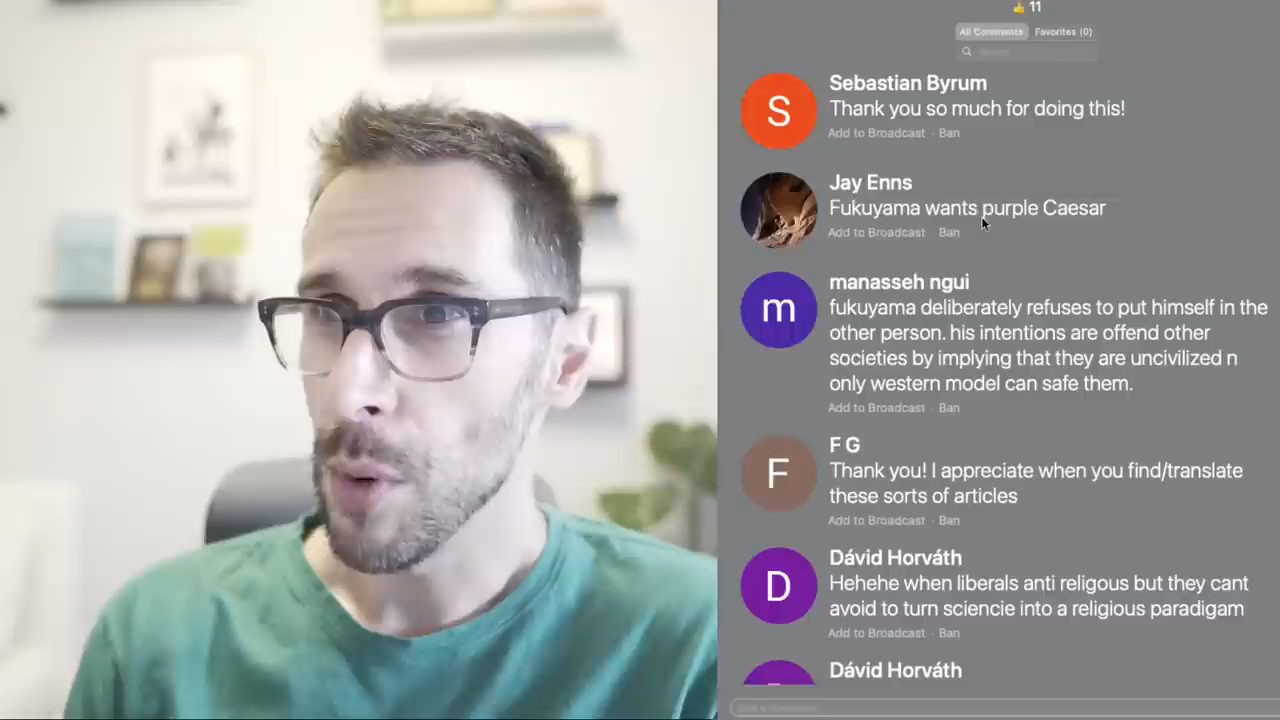 👍 11
All Comments Favorites (0)
S
Sebastian Byrum
Thank you so much for doing this!
Add to Broadcast · Ban
Jay Enns
Fukuyama wants purple Caesar
Add to Broadcast · Ban
m
manasseh ngui
fukuyama deliberately refuses to put himself in the
other person. his intentions are offend other
societies by implying that they are uncivilized n
only western model can safe them.
Add to Broadcast · Ban
F
F G
Thank you! I appreciate when you find/translate
these sorts of articles
Add to Broadcast · Ban
D
Dávid Horváth
Hehehe when liberals anti religous but they cant
avoid to turn sciencie into a religious paradigam
Add to Broadcast · Ban
Dávid Horváth